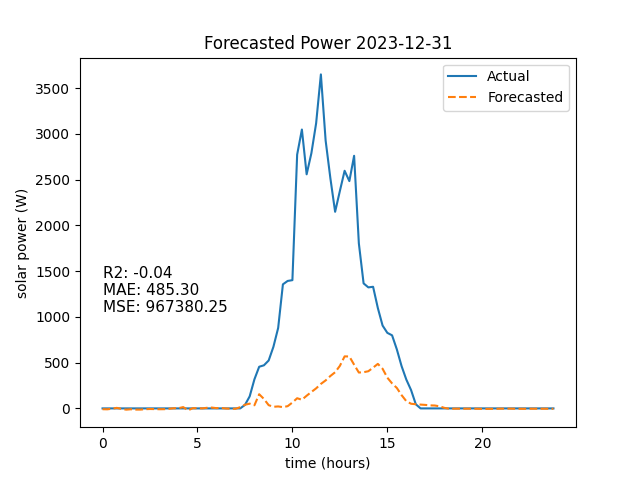 Forecasted Power 2023-12-31
Actual
Forecasted
solar power (W)
3500
3000
2500
2000
1500
1000
500
0
R2: -0.04
MAE: 485.30
MSE: 967380.25
0
5
10
15
20
time (hours)